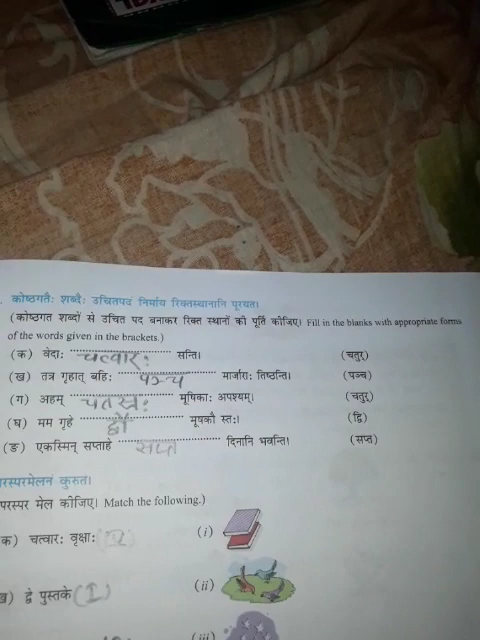 कोष्ठगतैः शब्दैः उचितपदं निर्माय रिक्तस्थानानि पूरयत।
(कोष्ठगत शब्दों से उचित पद बनाकर रिक्त स्थानों की पूर्ति कीजिए। Fill in the blanks with appropriate forms
of the words given in the brackets.)
(क) वेदाः चत्वारः सन्ति। (चतुर्)
(ख) तत्र गृहात् बहिः पञ्च मार्जाराः तिष्ठन्ति। (पञ्च)
(ग) अहम् चतस्त्रः मूषिकाः अपश्यम्। (चतुर्)
(घ) मम गृहे द्वौ मूषकौ स्तः। (द्वि)
(ङ) एकस्मिन् सप्ताहे सप्त दिनानि भवन्ति। (सप्त)
परस्परमेलनं कुरुत।
परस्पर मेल कीजिए। Match the following.)
क) चत्वारः वृक्षाः (i)
ख) द्वे पुस्तके (I) (ii)
(iii)